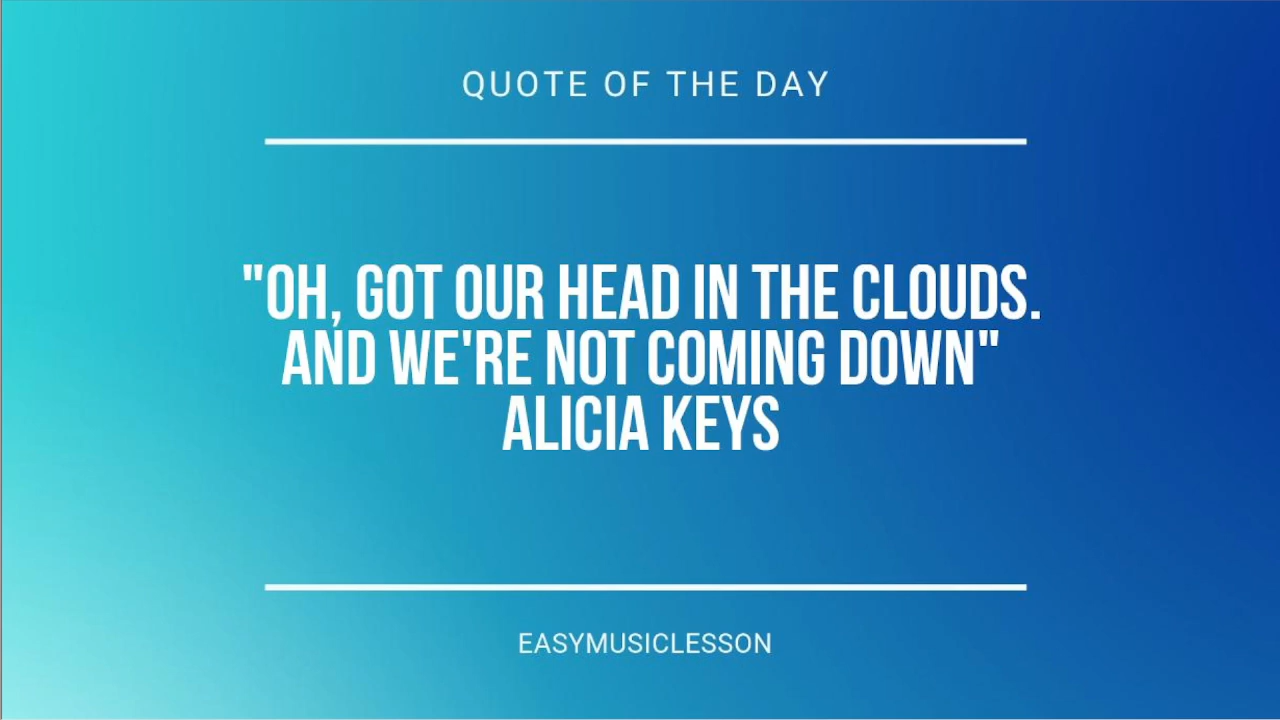 QUOTE OF THE DAY
"OH, GOT OUR HEAD IN THE CLOUDS.
AND WE'RE NOT COMING DOWN"
ALICIA KEYS
EASYMUSICLESSON